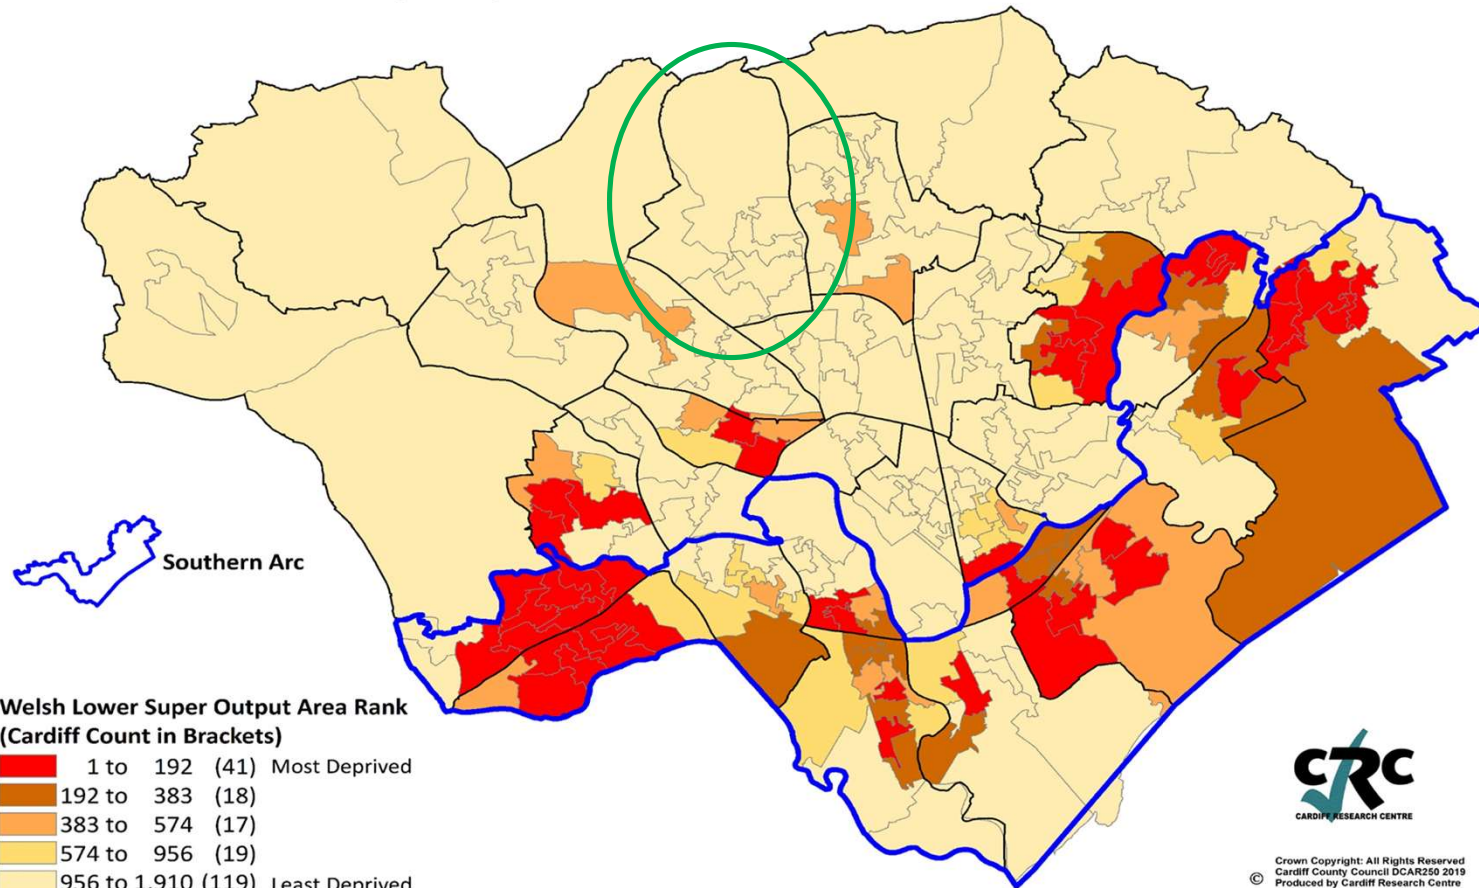 Southern Arc
Welsh Lower Super Output Area Rank
(Cardiff Count in Brackets)
1 to 192 (41) Most Deprived
192 to 383 (18)
383 to 574 (17)
574 to 956 (19)
956 to 1,910 (119) Least Deprived
CRC
CARDIFF RESEARCH CENTRE
Crown Copyright: All Rights Reserved
Cardiff County Council DCAR250 2019
© Produced by Cardiff Research Centre